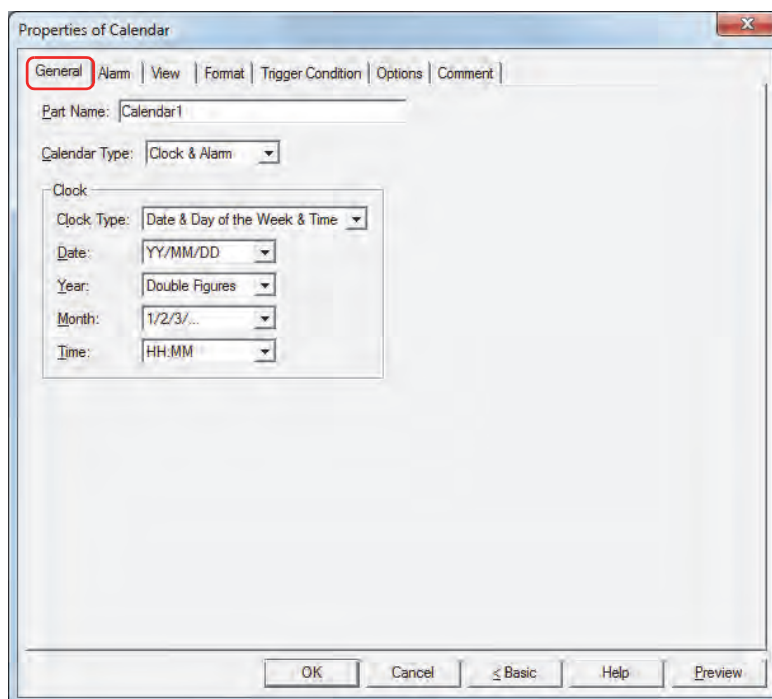 Properties of Calendar
General Alarm View Format Trigger Condition Options Comment
Part Name: Calendar1
Calendar Type: Clock & Alarm
Clock
Clock Type: Date & Day of the Week & Time
Date: YY/MM/DD
Year: Double Figures
Month: 1/2/3/...
Time: HH:MM
OK Cancel < Basic Help Preview